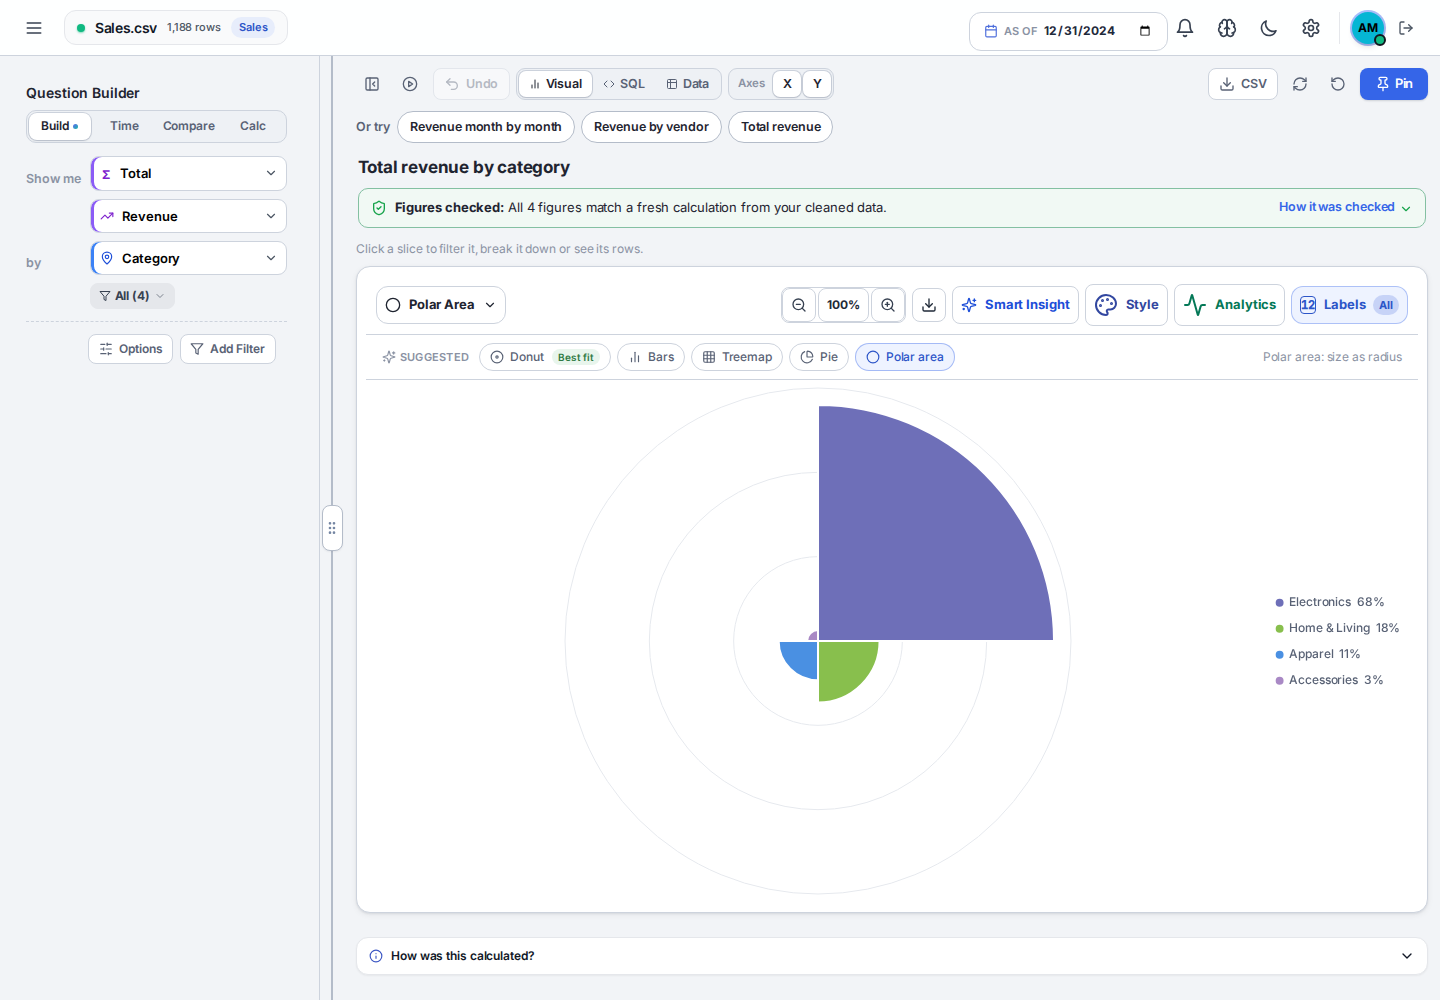 Sales.csv 1,188 rows Sales
AS OF 12/31/2024
AM
Question Builder
Build Time Compare Calc
Show me Total
Revenue
by Category
All (4)
Options Add Filter
Undo Visual SQL Data Axes X Y CSV Pin
Or try Revenue month by month Revenue by vendor Total revenue
Total revenue by category
Figures checked: All 4 figures match a fresh calculation from your cleaned data. How it was checked
Click a slice to filter it, break it down or see its rows.
Polar Area 100% Smart Insight Style Analytics 12 Labels All
SUGGESTED Donut Best fit Bars Treemap Pie Polar area Polar area: size as radius
Electronics 68%
Home & Living 18%
Apparel 11%
Accessories 3%
How was this calculated?